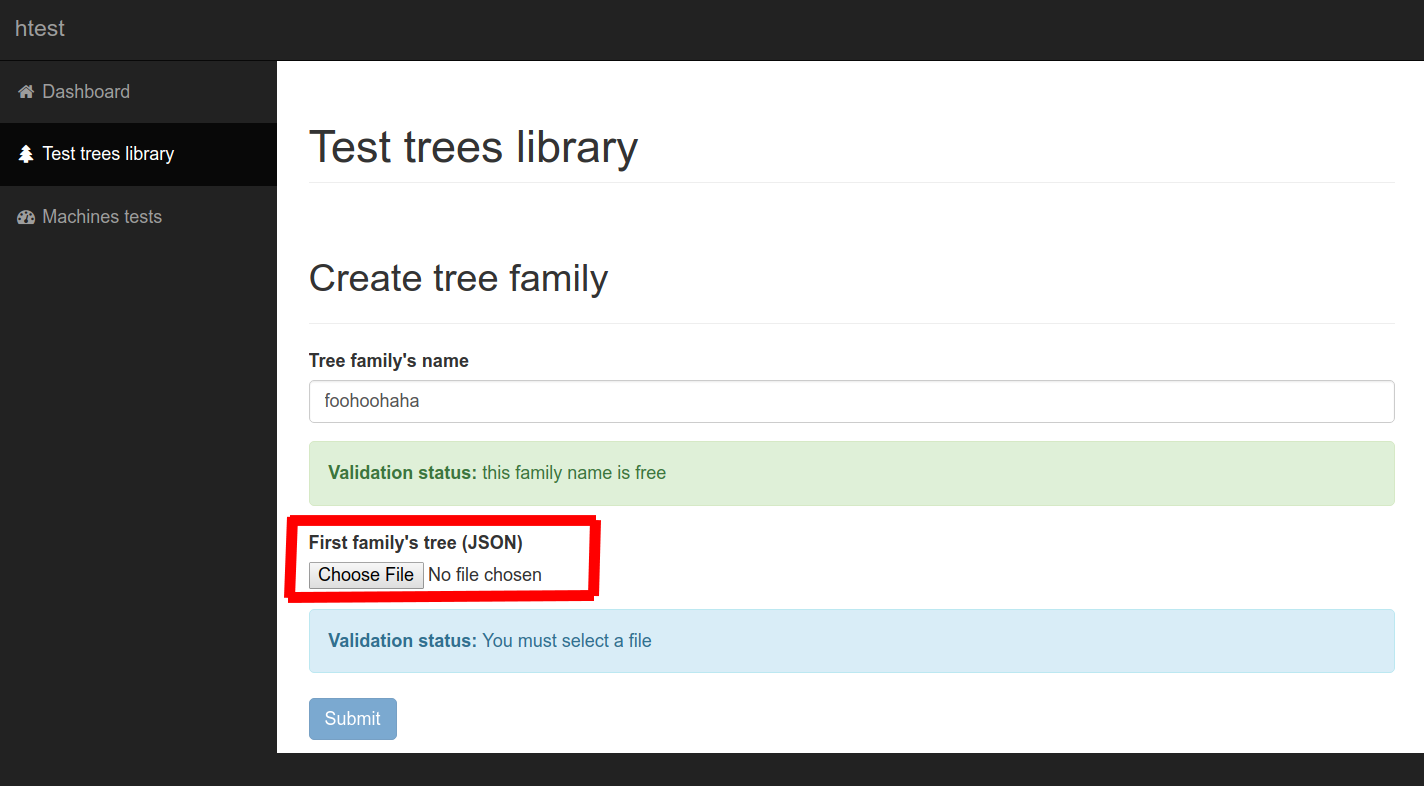 htest
Dashboard
Test trees library
Machines tests
Test trees library
Create tree family
Tree family's name
foohoohaha
Validation status: this family name is free
First family's tree (JSON)
Choose File No file chosen
Validation status: You must select a file
Submit